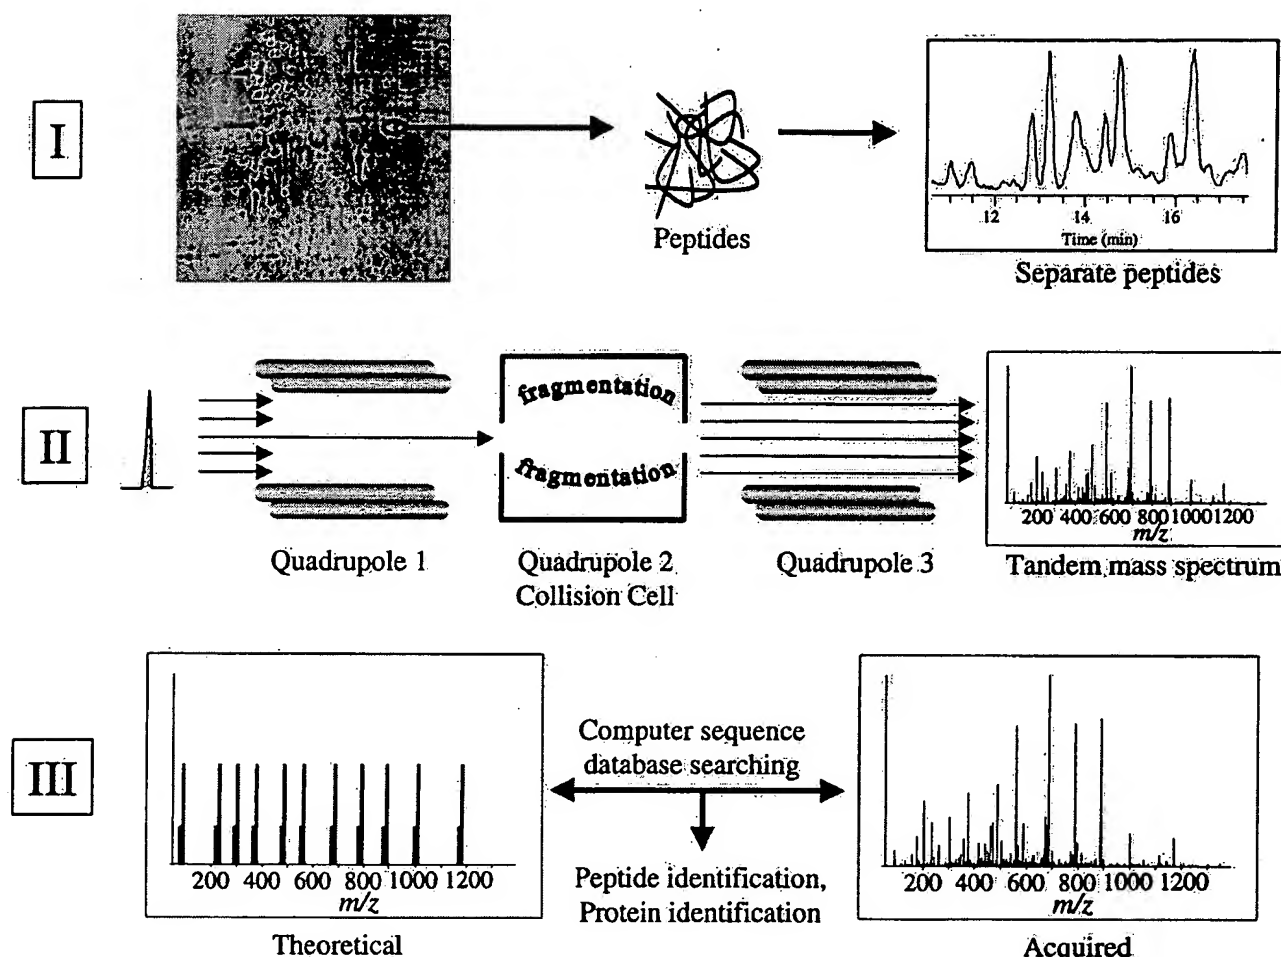 I
Peptides
12 14 16
Time (min)
Separate peptides
II
fragmentation
fragmentation
Quadrupole 1
Quadrupole 2
Collision Cell
Quadrupole 3
200 400 600 800 1000 1200
m/z
Tandem mass spectrum
III
200 400 600 800 1000 1200
m/z
Theoretical
Computer sequence
database searching
Peptide identification,
Protein identification
200 400 600 800 1000 1200
m/z
Acquired